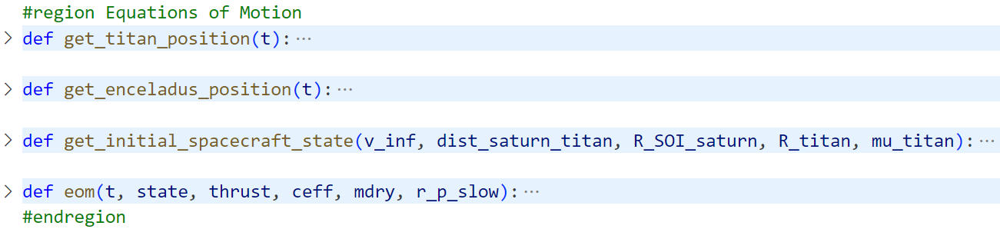 #region Equations of Motion
> def get_titan_position(t): ···
> def get_enceladus_position(t): ···
> def get_initial_spacecraft_state(v_inf, dist_saturn_titan, R_SOI_saturn, R_titan, mu_titan): ···
> def eom(t, state, thrust, ceff, mdry, r_p_slow): ···
#endregion